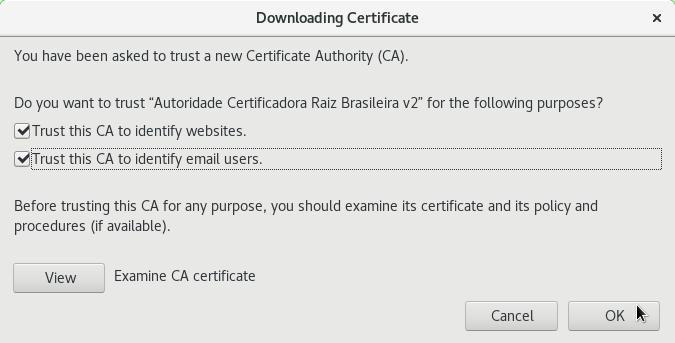 Downloading Certificate
You have been asked to trust a new Certificate Authority (CA).
Do you want to trust “Autoridade Certificadora Raiz Brasileira v2” for the following purposes?
Trust this CA to identify websites.
Trust this CA to identify email users.
Before trusting this CA for any purpose, you should examine its certificate and its policy and
procedures (if available).
View Examine CA certificate
Cancel OK